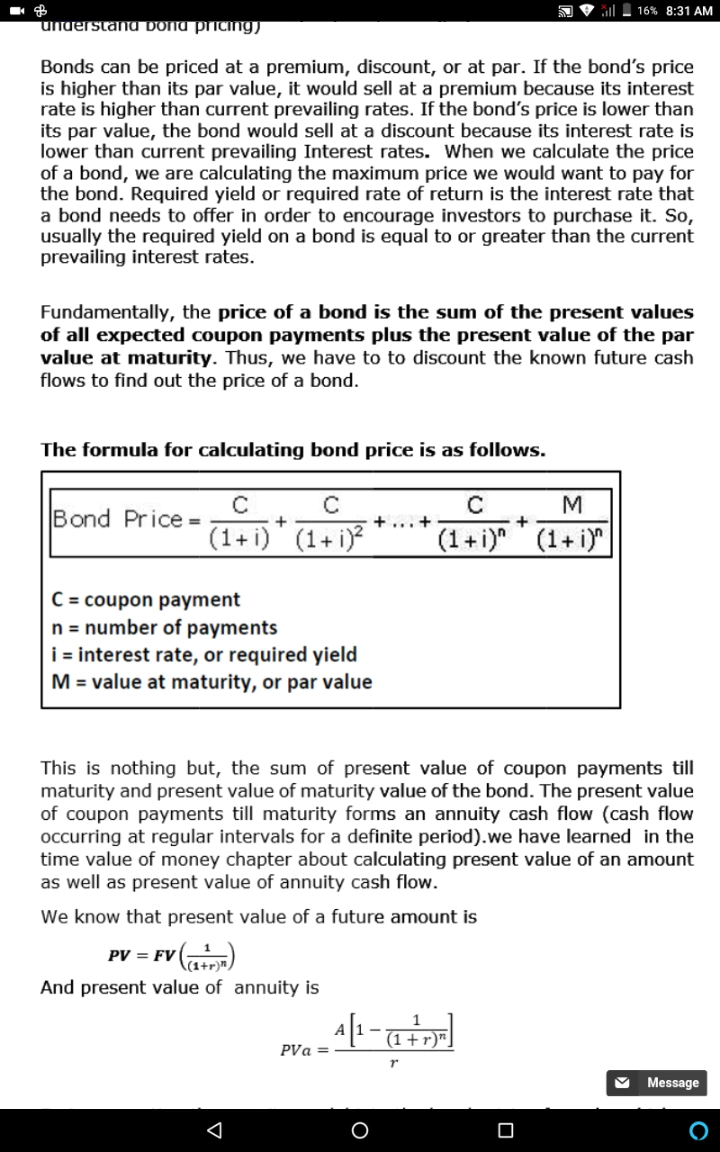 16% 8:31 AM
understand bond pricing)
Bonds can be priced at a premium, discount, or at par. If the bond's price
is higher than its par value, it would sell at a premium because its interest
rate is higher than current prevailing rates. If the bond's price is lower than
its par value, the bond would sell at a discount because its interest rate is
lower than current prevailing Interest rates. When we calculate the price
of a bond, we are calculating the maximum price we would want to pay for
the bond. Required yield or required rate of return is the interest rate that
a bond needs to offer in order to encourage investors to purchase it. So,
usually the required yield on a bond is equal to or greater than the current
prevailing interest rates.
Fundamentally, the price of a bond is the sum of the present values
of all expected coupon payments plus the present value of the par
value at maturity. Thus, we have to to discount the known future cash
flows to find out the price of a bond.
The formula for calculating bond price is as follows.
Bond Price = C/(1+i) + C/(1+i)² + ... + C/(1+i)ⁿ + M/(1+i)ⁿ
C = coupon payment
n = number of payments
i = interest rate, or required yield
M = value at maturity, or par value
This is nothing but, the sum of present value of coupon payments till
maturity and present value of maturity value of the bond. The present value
of coupon payments till maturity forms an annuity cash flow (cash flow
occurring at regular intervals for a definite period).we have learned in the
time value of money chapter about calculating present value of an amount
as well as present value of annuity cash flow.
We know that present value of a future amount is
PV = FV(1/(1+r)ⁿ)
And present value of annuity is
PVa = A[1 - 1/(1 + r)ⁿ]/r
Message